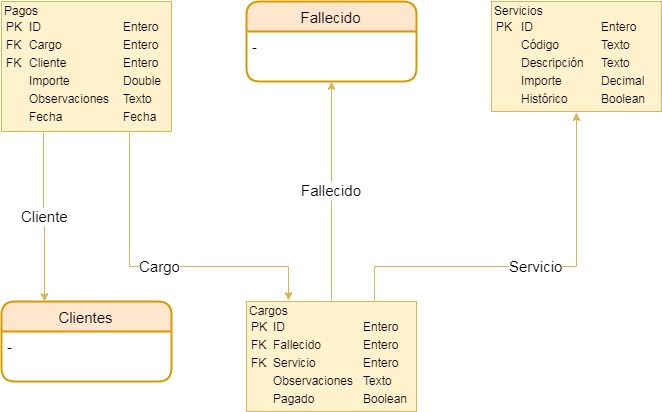 Pagos
PK ID Entero
FK Cargo Entero
FK Cliente Entero
Importe Double
Observaciones Texto
Fecha Fecha
Fallecido
-
Servicios
PK ID Entero
Código Texto
Descripción Texto
Importe Decimal
Histórico Boolean
Fallecido
Cliente
Cargo
Servicio
Clientes
-
Cargos
PK ID Entero
FK Fallecido Entero
FK Servicio Entero
Observaciones Texto
Pagado Boolean